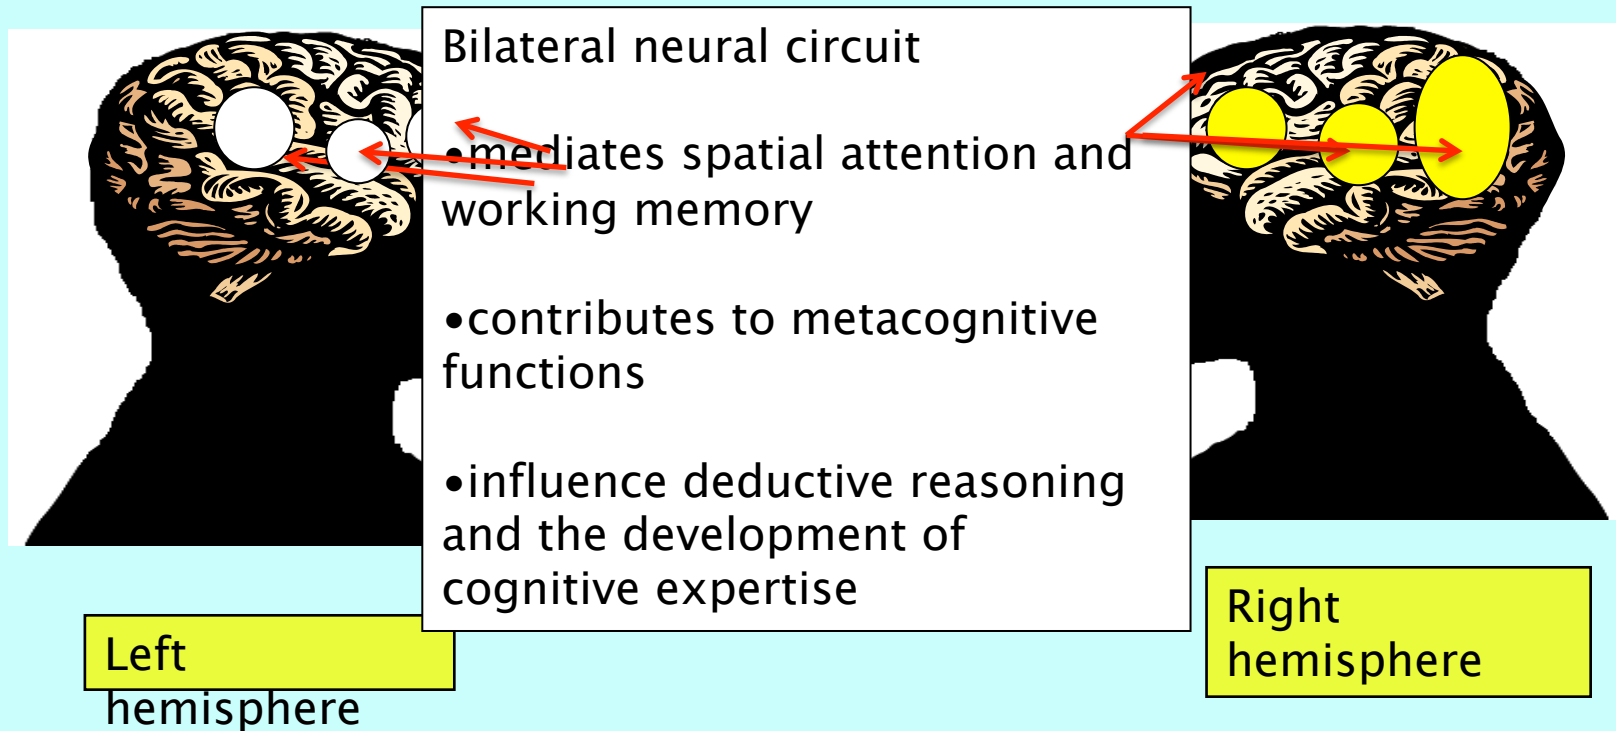 Bilateral neural circuit
•mediates spatial attention and
working memory
•contributes to metacognitive
functions
•influence deductive reasoning
and the development of
cognitive expertise
Left
hemisphere
Right
hemisphere